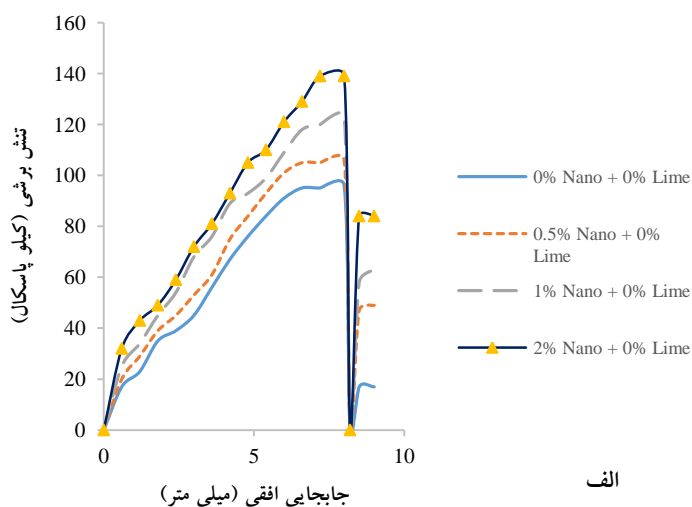 160
140
120
100
80
60
40
20
0
تنش برشی (کیلو پاسکال)
0
5
10
جابجایی افقی (میلی متر)
0% Nano + 0% Lime
0.5% Nano + 0%
Lime
1% Nano + 0% Lime
2% Nano + 0% Lime
الف